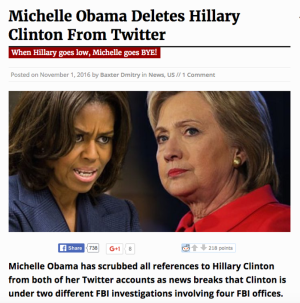 Michelle Obama Deletes Hillary
Clinton From Twitter
When Hillary goes low, Michelle goes BYE!
Posted on November 1, 2016 by Baxter Dmitry in News, US // 1 Comment
Share 738 G+1 8 218 points
Michelle Obama has scrubbed all references to Hillary Clinton
from both of her Twitter accounts as news breaks that Clinton is
under two different FBI investigations involving four FBI offices.